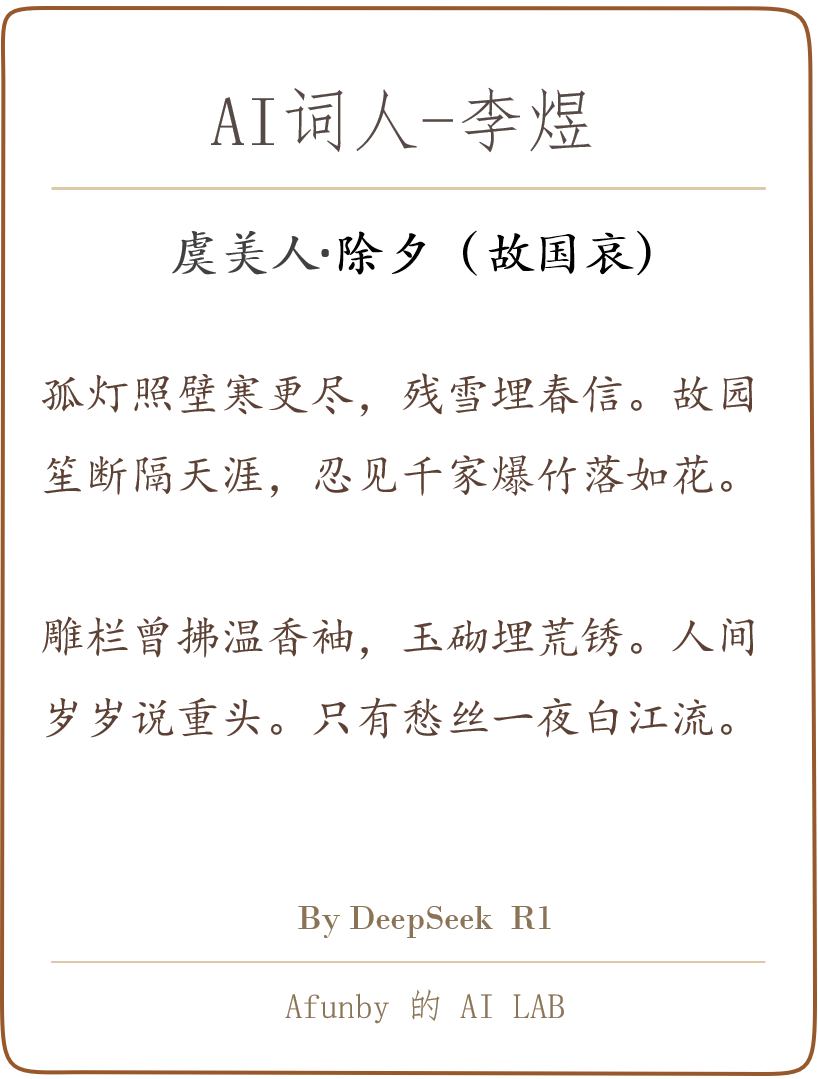 AI词人-李煜
虞美人·除夕（故国哀）
孤灯照壁寒更尽，残雪埋春信。故园
笙断隔天涯，忍见千家爆竹落如花。
雕栏曾拂温香袖，玉砌埋荒锈。人间
岁岁说重头。只有愁丝一夜白江流。
By DeepSeek R1
Afunby 的 AI LAB